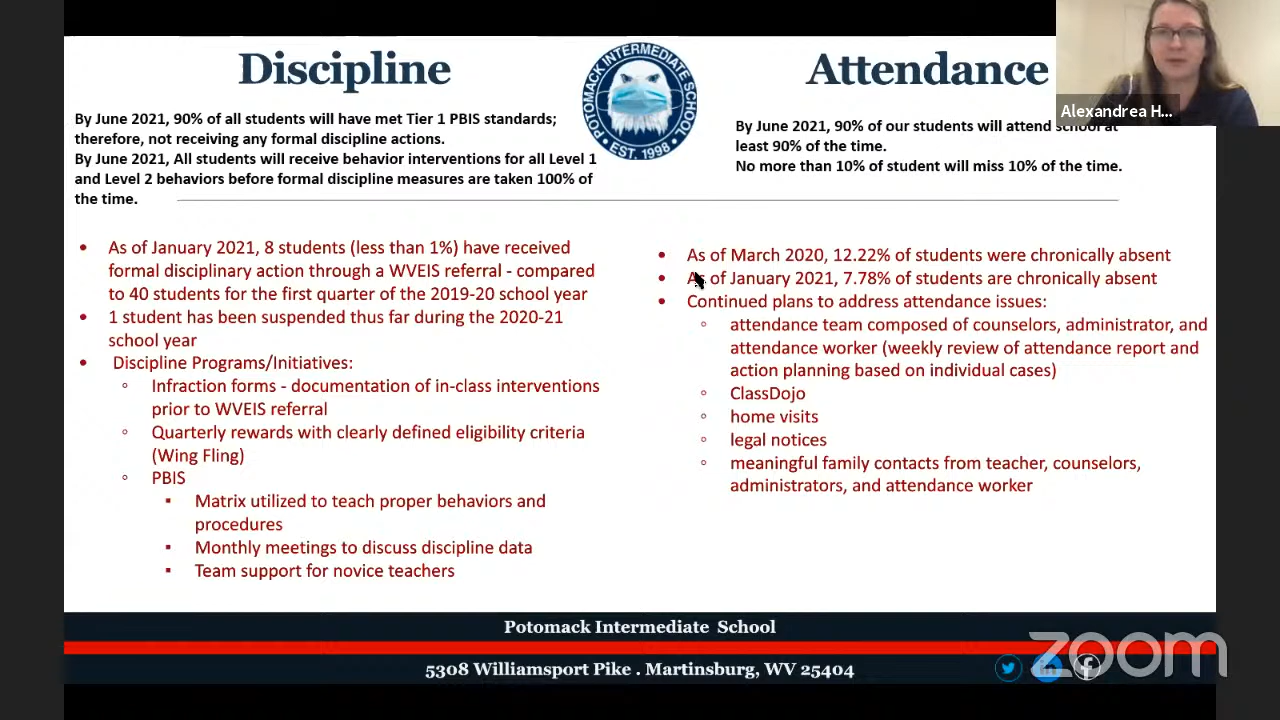 Discipline
By June 2021, 90% of all students will have met Tier 1 PBIS standards;
therefore, not receiving any formal discipline actions.
By June 2021, All students will receive behavior interventions for all Level 1
and Level 2 behaviors before formal discipline measures are taken 100% of
the time.
POTOMACK INTERMEDIATE SCHOOL
EST. 1998
Attendance
By June 2021, 90% of our students will attend school at
least 90% of the time.
No more than 10% of student will miss 10% of the time.
Alexandrea H...
• As of January 2021, 8 students (less than 1%) have received
formal disciplinary action through a WVEIS referral - compared
to 40 students for the first quarter of the 2019-20 school year
• 1 student has been suspended thus far during the 2020-21
school year
• Discipline Programs/Initiatives:
◦ Infraction forms - documentation of in-class interventions
prior to WVEIS referral
◦ Quarterly rewards with clearly defined eligibility criteria
(Wing Fling)
◦ PBIS
▪ Matrix utilized to teach proper behaviors and
procedures
▪ Monthly meetings to discuss discipline data
▪ Team support for novice teachers
• As of March 2020, 12.22% of students were chronically absent
• As of January 2021, 7.78% of students are chronically absent
• Continued plans to address attendance issues:
◦ attendance team composed of counselors, administrator, and
attendance worker (weekly review of attendance report and
action planning based on individual cases)
◦ ClassDojo
◦ home visits
◦ legal notices
◦ meaningful family contacts from teacher, counselors,
administrators, and attendance worker
Potomack Intermediate School
5308 Williamsport Pike . Martinsburg, WV 25404
zoom